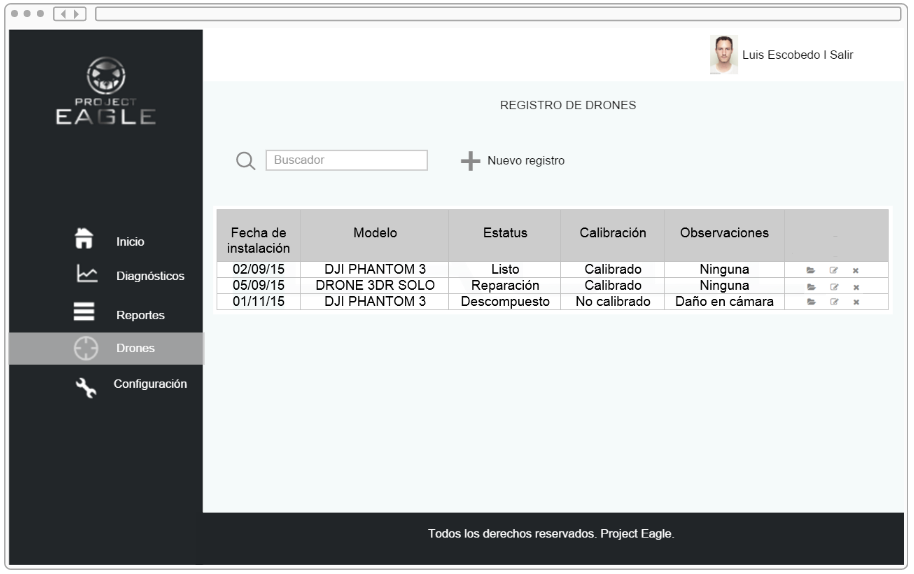 Luis Escobedo | Salir
PROJECT
EAGLE
REGISTRO DE DRONES
Buscador
Nuevo registro
Inicio
Diagnósticos
Reportes
Drones
Configuración
Fecha de instalación Modelo Estatus Calibración Observaciones
02/09/15 DJI PHANTOM 3 Listo Calibrado Ninguna
05/09/15 DRONE 3DR SOLO Reparación Calibrado Ninguna
01/11/15 DJI PHANTOM 3 Descompuesto No calibrado Daño en cámara
Todos los derechos reservados. Project Eagle.